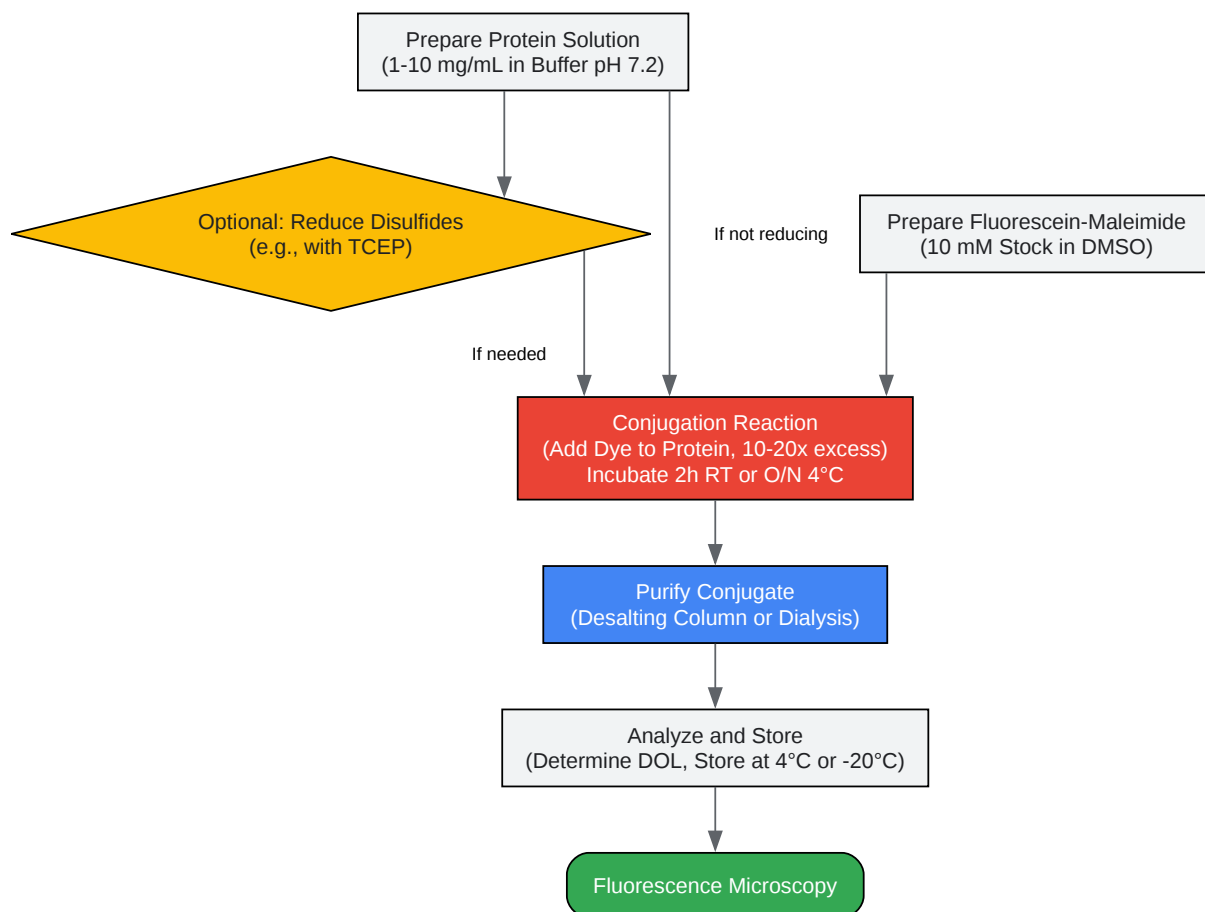 Prepare Protein Solution
(1-10 mg/mL in Buffer pH 7.2)
Optional: Reduce Disulfides
(e.g., with TCEP)
If not reducing
Prepare Fluorescein-Maleimide
(10 mM Stock in DMSO)
If needed
Conjugation Reaction
(Add Dye to Protein, 10-20x excess)
Incubate 2h RT or O/N 4°C
Purify Conjugate
(Desalting Column or Dialysis)
Analyze and Store
(Determine DOL, Store at 4°C or -20°C)
Fluorescence Microscopy